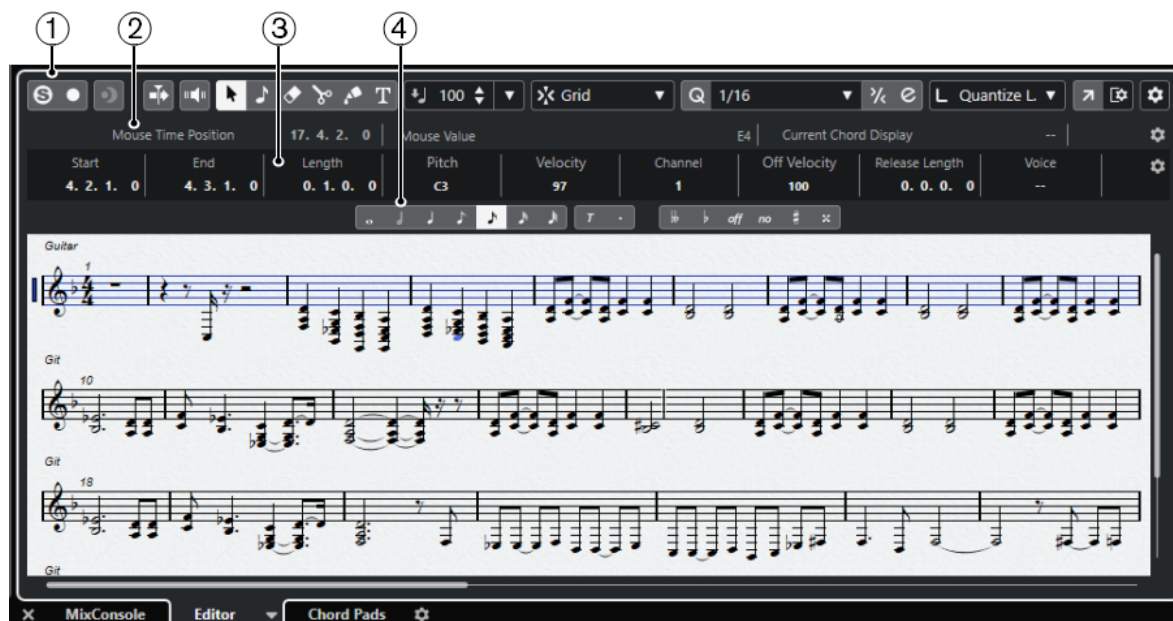 ① ② ③ ④
100 Grid Q 1/16 L Quantize L.
Mouse Time Position 17. 4. 2. 0 Mouse Value E4 Current Chord Display --
Start End Length Pitch Velocity Channel Off Velocity Release Length Voice
4. 2. 1. 0 4. 3. 1. 0 0. 1. 0. 0 C3 97 1 100 0. 0. 0. 0 --
T . off no
Guitar
1
4
4
Git
10
Git
18
Git
MixConsole Editor Chord Pads